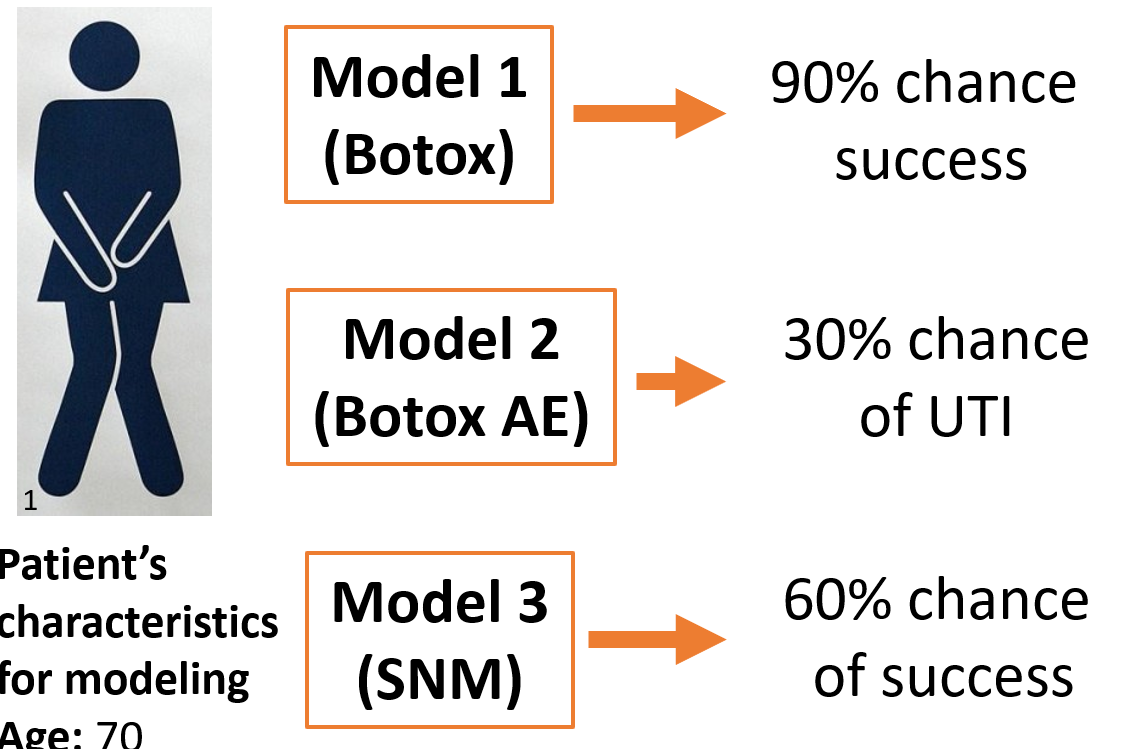 Model 1
(Botox)
90% chance
success
Model 2
(Botox AE)
30% chance
of UTI
1
Patient's
characteristics
for modeling
Age: 70
Model 3
(SNM)
60% chance
of success